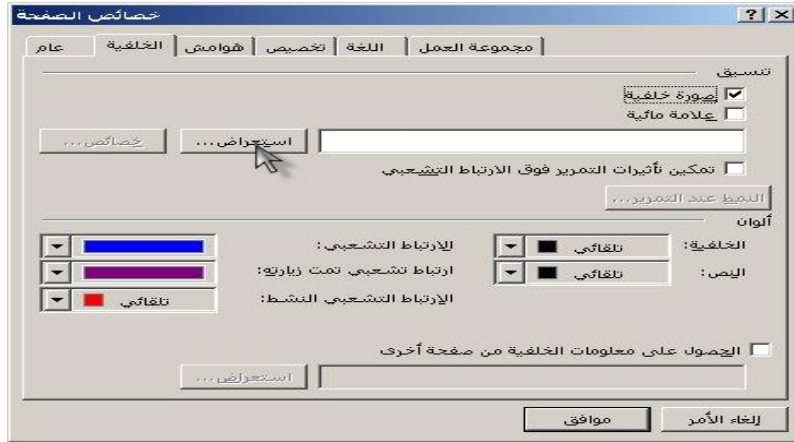 خصائص الصفحة
عام الخلفية هوامش تخصيص اللغة مجموعة العمل
تنسيق
صورة خلفية
علامة مائية
استعراض... خصائص...
تمكين تأثيرات التمرير فوق الارتباط التشعبي
النمط عند التمرير...
ألوان
الخلفية: تلقائي الارتباط التشعبي:
النص: تلقائي ارتباط تشعبي تمت زيارته:
الارتباط التشعبي النشط: تلقائي
الحصول على معلومات الخلفية من صفحة أخرى
استعراض...
إلغاء الأمر موافق